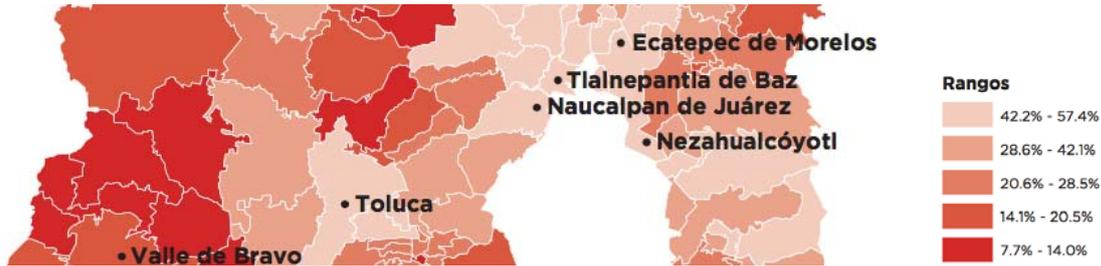 Ecatepec de Morelos
Tlalnepantla de Baz
Naucalpan de Juárez
Nezahualcóyotl
Toluca
Valle de Bravo
Rangos
42.2% - 57.4%
28.6% - 42.1%
20.6% - 28.5%
14.1% - 20.5%
7.7% - 14.0%